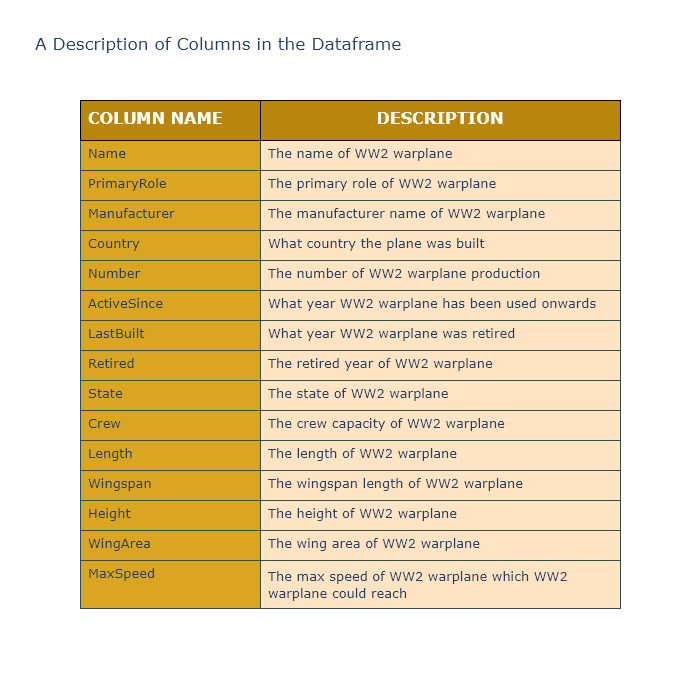 A Description of Columns in the Dataframe
COLUMN NAME DESCRIPTION
Name The name of WW2 warplane
PrimaryRole The primary role of WW2 warplane
Manufacturer The manufacturer name of WW2 warplane
Country What country the plane was built
Number The number of WW2 warplane production
ActiveSince What year WW2 warplane has been used onwards
LastBuilt What year WW2 warplane was retired
Retired The retired year of WW2 warplane
State The state of WW2 warplane
Crew The crew capacity of WW2 warplane
Length The length of WW2 warplane
Wingspan The wingspan length of WW2 warplane
Height The height of WW2 warplane
WingArea The wing area of WW2 warplane
MaxSpeed The max speed of WW2 warplane which WW2
warplane could reach